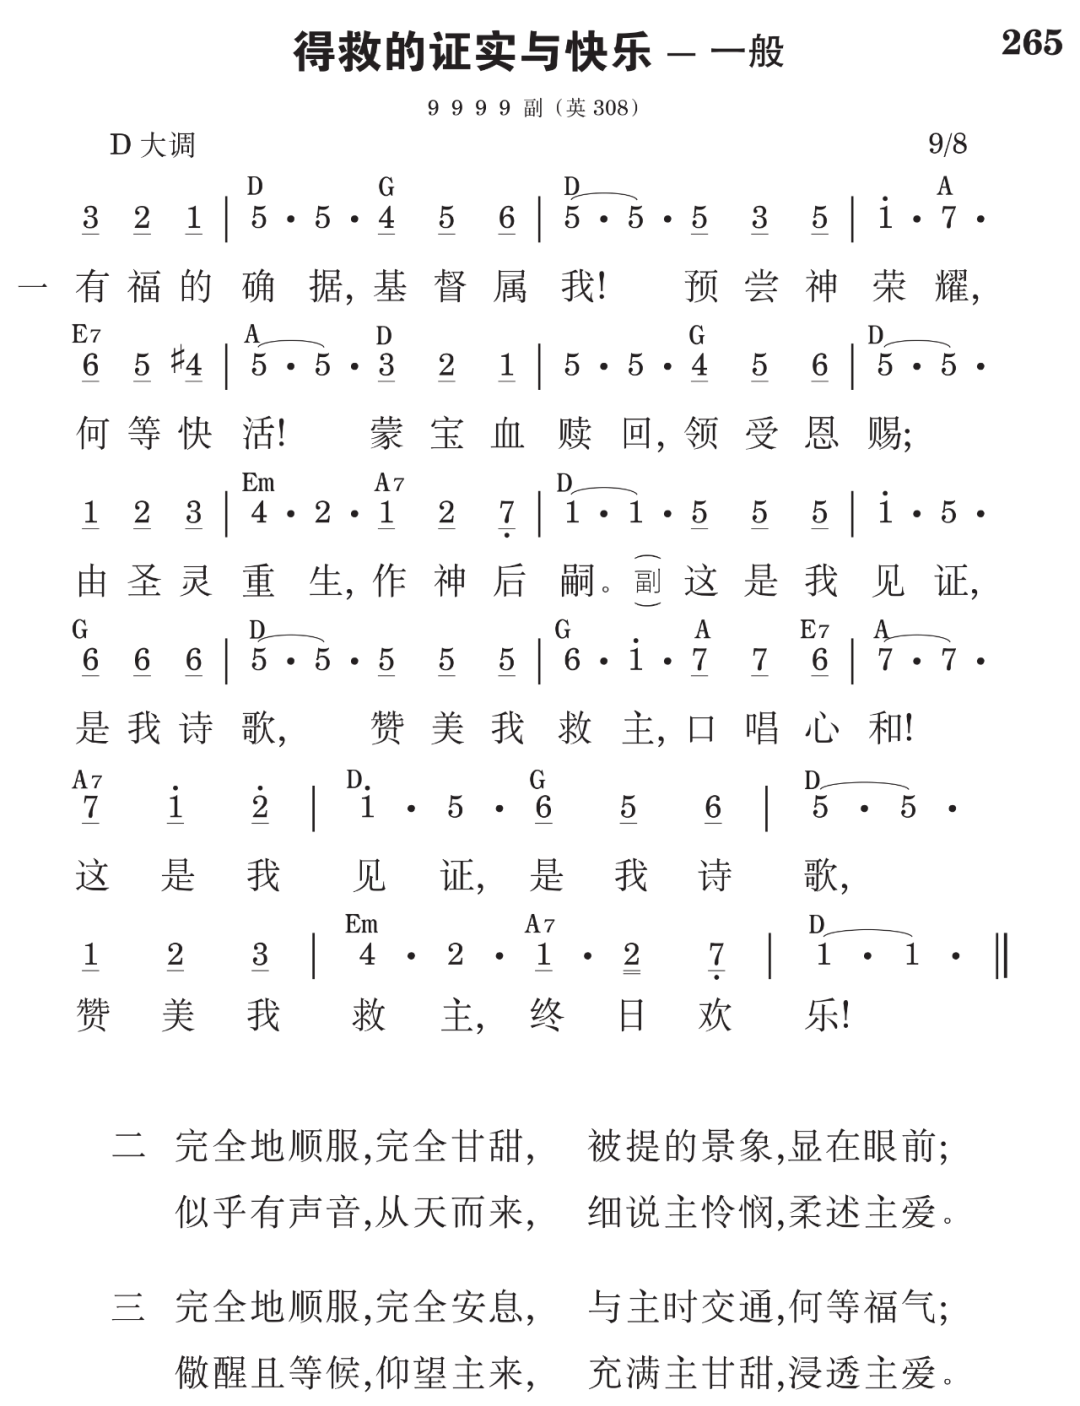 得救的证实与快乐 — 一般 265
9 9 9 9 副（英 308）
D 大调 9/8
D G D A
3 2 1 | 5 · 5 · 4 5 6 | 5 · 5 · 5 3 5 | i · 7 ·
一 有福的确据,基督属我! 预尝神荣耀,
E7 A D G D
6 5 ♯4 | 5 · 5 · 3 2 1 | 5 · 5 · 4 5 6 | 5 · 5 ·
何等快活! 蒙宝血赎回,领受恩赐;
Em A7 D
1 2 3 | 4 · 2 · 1 2 7̣ | 1 · 1 · 5 5 5 | i · 5 ·
由圣灵重生,作神后嗣。(副)这是我见证,
G D G A E7 A
6 6 6 | 5 · 5 · 5 5 5 | 6 · i · 7 7 6 | 7 · 7 ·
是我诗歌, 赞美我救主,口唱心和!
A7 D G D
7 i 2̇ | i · 5 · 6 5 6 | 5 · 5 ·
这是我见证,是我诗歌,
Em A7 D
1 2 3 | 4 · 2 · 1 · 2 7̣ | 1 · 1 · ‖
赞美我救主,终日欢乐!
二 完全地顺服,完全甘甜, 被提的景象,显在眼前;
似乎有声音,从天而来, 细说主怜悯,柔述主爱。
三 完全地顺服,完全安息, 与主时交通,何等福气;
儆醒且等候,仰望主来, 充满主甘甜,浸透主爱。